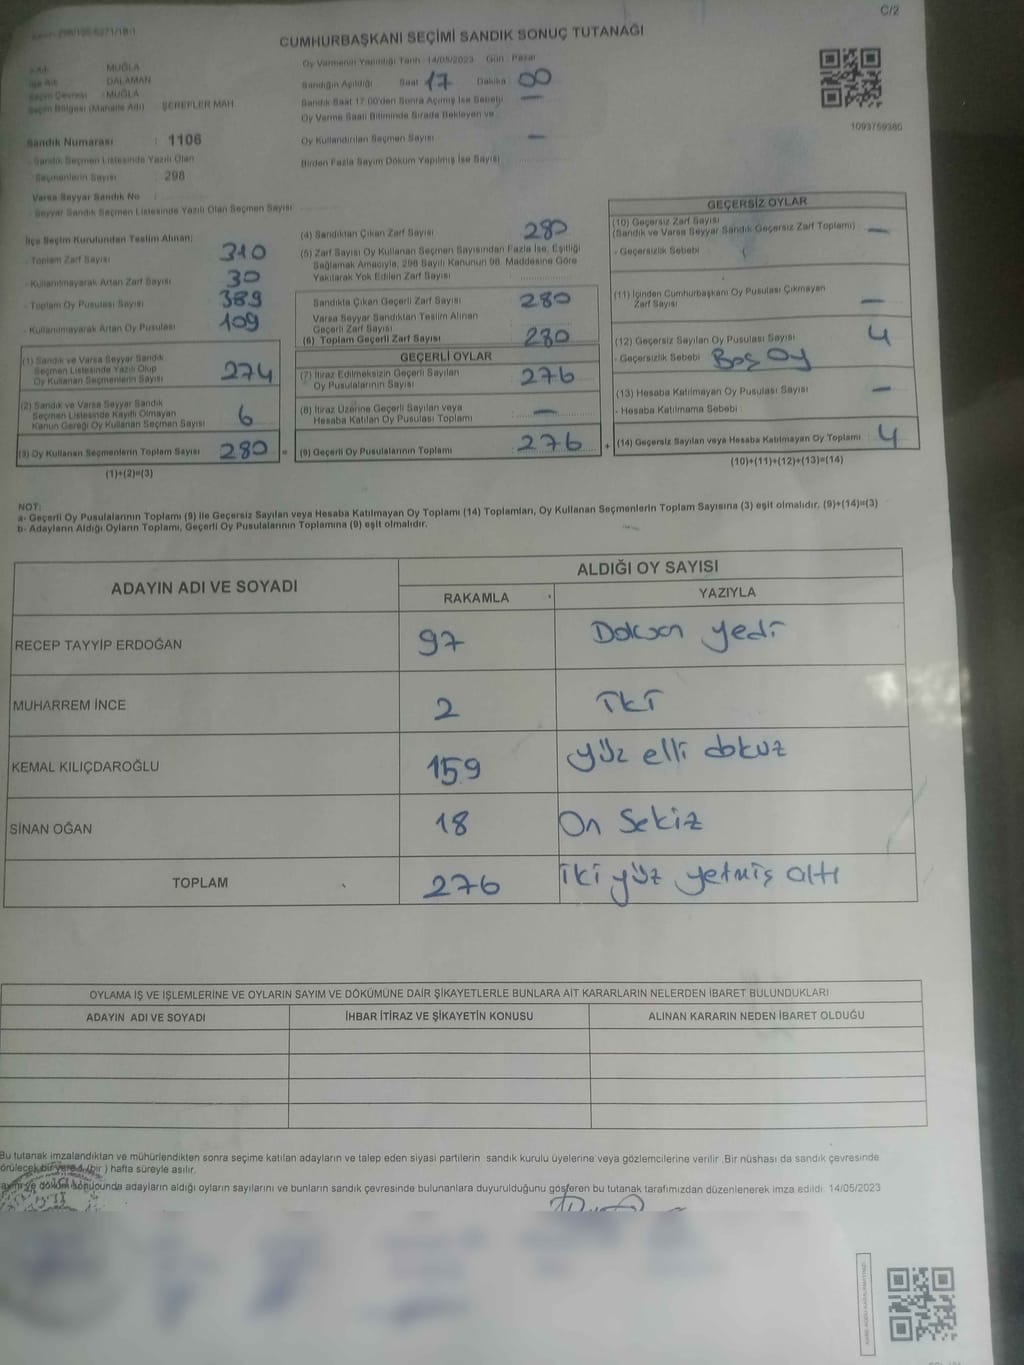 C/2
CUMHURBAŞKANI SEÇİMİ SANDIK SONUÇ TUTANAĞI
MUĞLA
DALAMAN
: MUĞLA
Seçim Bölgesi (Mahalle Adı) : ŞEREFLER MAH.
Oy Vermenin Yapıldığı Tarih : 14/05/2023 Gün : Pazar
Sandığın Açıldığı Saat 17 Dakika 00
Sandık Saat 17:00'den Sonra Açılmış İse Sebebi —
Oy Verme Saati Bitiminde Sırada Bekleyen ve
Oy Kullandırılan Seçmen Sayısı —
Birden Fazla Sayım Döküm Yapılmış İse Sayısı
1093759385
Sandık Numarası : 1106
- Sandık Seçmen Listesinde Yazılı Olan
Seçmenlerin Sayısı : 298
Varsa Seyyar Sandık No :
- Seyyar Sandık Seçmen Listesinde Yazılı Olan Seçmen Sayısı :
İlçe Seçim Kurulundan Teslim Alınan;
- Toplam Zarf Sayısı 310
- Kullanılmayarak Artan Zarf Sayısı 30
- Toplam Oy Pusulası Sayısı 389
- Kullanılmayarak Artan Oy Pusulası 109
(1) Sandık ve Varsa Seyyar Sandık
Seçmen Listesinde Yazılı Olup
Oy Kullanan Seçmenlerin Sayısı 274
(2) Sandık ve Varsa Seyyar Sandık
Seçmen Listesinde Kayıtlı Olmayan
Kanun Gereği Oy Kullanan Seçmen Sayısı 6
(3) Oy Kullanan Seçmenlerin Toplam Sayısı 280 =
(1)+(2)=(3)
(4) Sandıktan Çıkan Zarf Sayısı 280
(5) Zarf Sayısı Oy Kullanan Seçmen Sayısından Fazla İse, Eşitliği
Sağlamak Amacıyla, 298 Sayılı Kanunun 98. Maddesine Göre
Yakılarak Yok Edilen Zarf Sayısı
Sandıkta Çıkan Geçerli Zarf Sayısı 280
Varsa Seyyar Sandıktan Teslim Alınan
Geçerli Zarf Sayısı
(6) Toplam Geçerli Zarf Sayısı 280
GEÇERLİ OYLAR
(7) İtiraz Edilmeksizin Geçerli Sayılan
Oy Pusulalarının Sayısı 276
(8) İtiraz Üzerine Geçerli Sayılan veya
Hesaba Katılan Oy Pusulası Toplamı —
(9) Geçerli Oy Pusulalarının Toplamı 276 +
GEÇERSİZ OYLAR
(10) Geçersiz Zarf Sayısı
(Sandık ve Varsa Seyyar Sandık Geçersiz Zarf Toplamı) —
- Geçersizlik Sebebi
(11) İçinden Cumhurbaşkanı Oy Pusulası Çıkmayan
Zarf Sayısı —
(12) Geçersiz Sayılan Oy Pusulası Sayısı 4
- Geçersizlik Sebebi Boş Oy
(13) Hesaba Katılmayan Oy Pusulası Sayısı —
- Hesaba Katılmama Sebebi
(14) Geçersiz Sayılan veya Hesaba Katılmayan Oy Toplamı 4
(10)+(11)+(12)+(13)=(14)
NOT:
a- Geçerli Oy Pusulalarının Toplamı (9) ile Geçersiz Sayılan veya Hesaba Katılmayan Oy Toplamı (14) Toplamları, Oy Kullanan Seçmenlerin Toplam Sayısına (3) eşit olmalıdır. (9)+(14)=(3)
b- Adayların Aldığı Oyların Toplamı, Geçerli Oy Pusulalarının Toplamına (9) eşit olmalıdır.
ADAYIN ADI VE SOYADI ALDIĞI OY SAYISI
RAKAMLA YAZIYLA
RECEP TAYYİP ERDOĞAN 97 Doksan yedi
MUHARREM İNCE 2 İki
KEMAL KILIÇDAROĞLU 159 yüz elli dokuz
SİNAN OĞAN 18 On Sekiz
TOPLAM 276 iki yüz yetmiş altı
OYLAMA İŞ VE İŞLEMLERİNE VE OYLARIN SAYIM VE DÖKÜMÜNE DAİR ŞİKAYETLERLE BUNLARA AİT KARARLARIN NELERDEN İBARET BULUNDUKLARI
ADAYIN ADI VE SOYADI İHBAR İTİRAZ VE ŞİKAYETİN KONUSU ALINAN KARARIN NEDEN İBARET OLDUĞU
Bu tutanak imzalandıktan ve mühürlendikten sonra seçime katılan adayların ve talep eden siyasi partilerin sandık kurulu üyelerine veya gözlemcilerine verilir .Bir nüshası da sandık çevresinde
görülecek bir yere 1 (bir ) hafta süreyle asılır.
sayım ve döküm sonucunda adayların aldığı oyların sayılarını ve bunların sandık çevresinde bulunanlara duyurulduğunu gösteren bu tutanak tarafımızdan düzenlenerek imza edildi. 14/05/2023